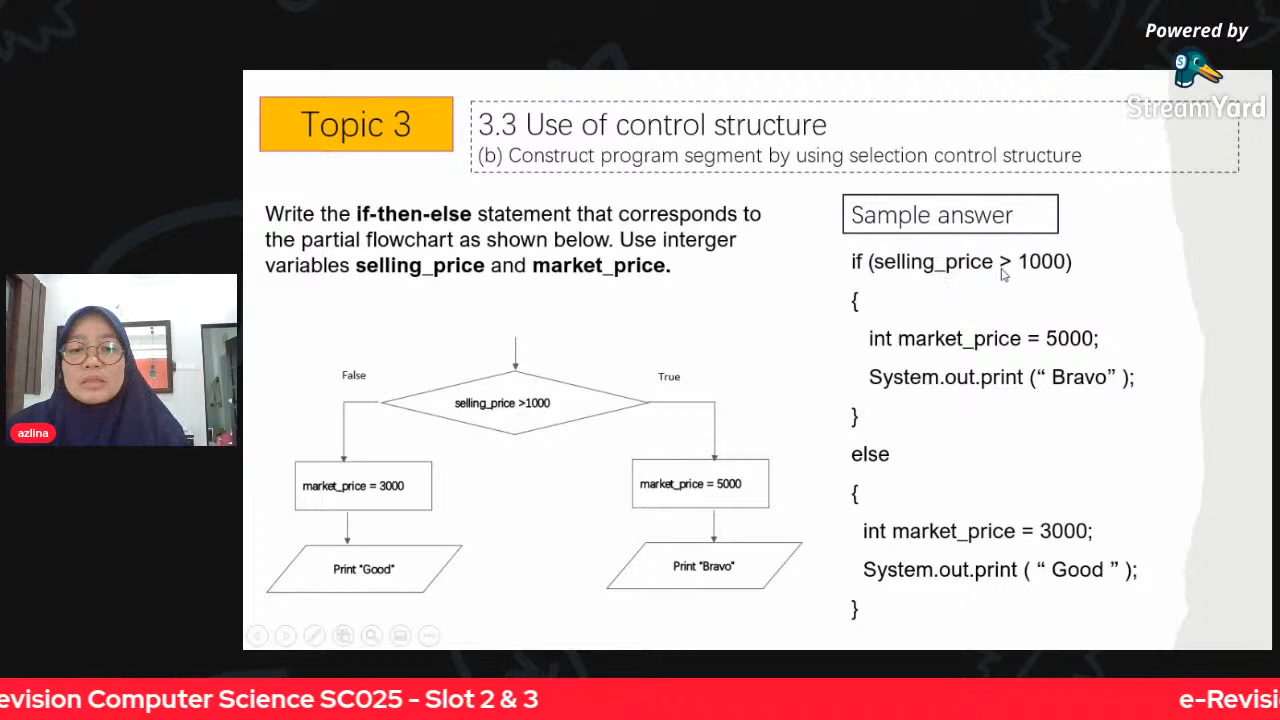 Powered by
StreamYard
Topic 3
3.3 Use of control structure
(b) Construct program segment by using selection control structure
Write the if-then-else statement that corresponds to
the partial flowchart as shown below. Use interger
variables selling_price and market_price.
False
True
selling_price >1000
market_price = 3000
market_price = 5000
Print "Good"
Print "Bravo"
Sample answer
if (selling_price > 1000)
{
int market_price = 5000;
System.out.print (“ Bravo” );
}
else
{
int market_price = 3000;
System.out.print ( “ Good ” );
}
azlina
evision Computer Science SC025 - Slot 2 & 3
e-Revisi